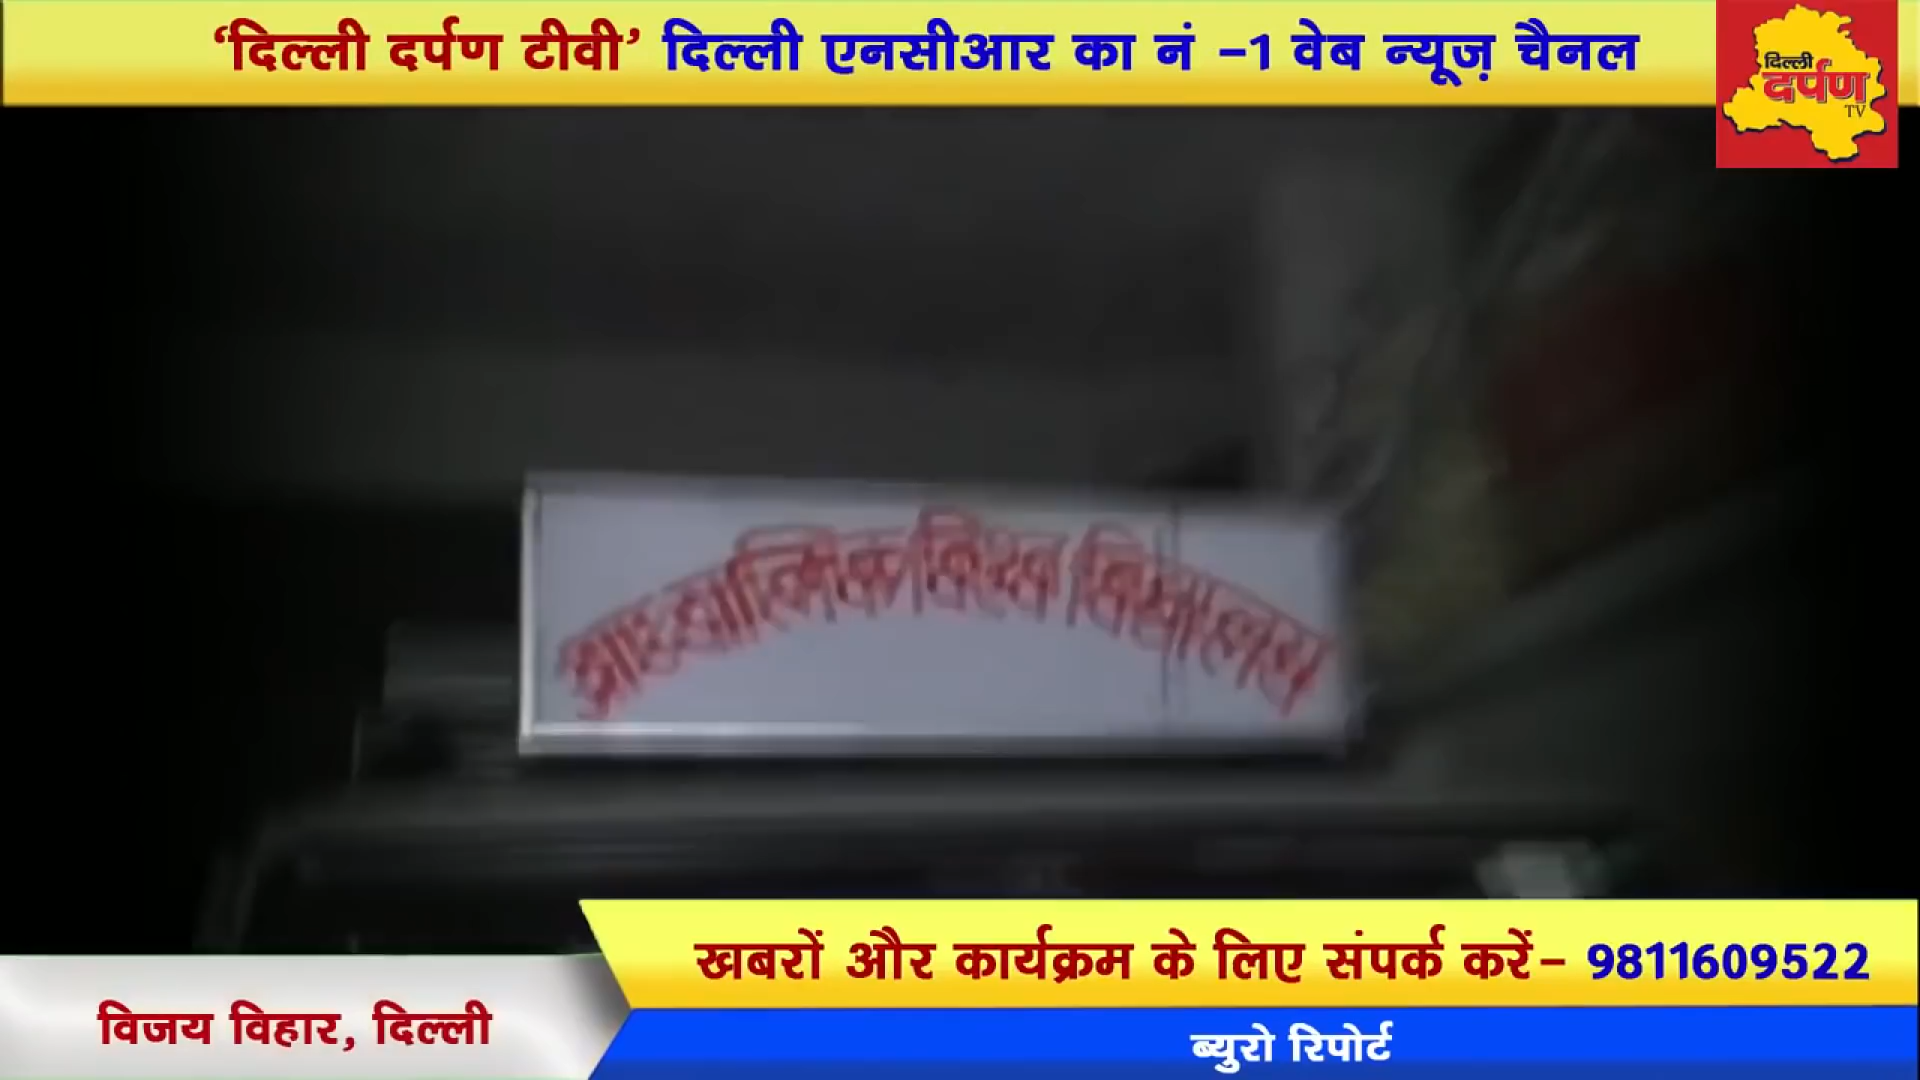 ‘दिल्ली दर्पण टीवी’ दिल्ली एनसीआर का नं -1 वेब न्यूज़ चैनल
दिल्ली
दर्पण
TV
आध्यात्मिक विश्व विद्यालय
खबरों और कार्यक्रम के लिए संपर्क करें- 9811609522
विजय विहार, दिल्ली
ब्युरो रिपोर्ट